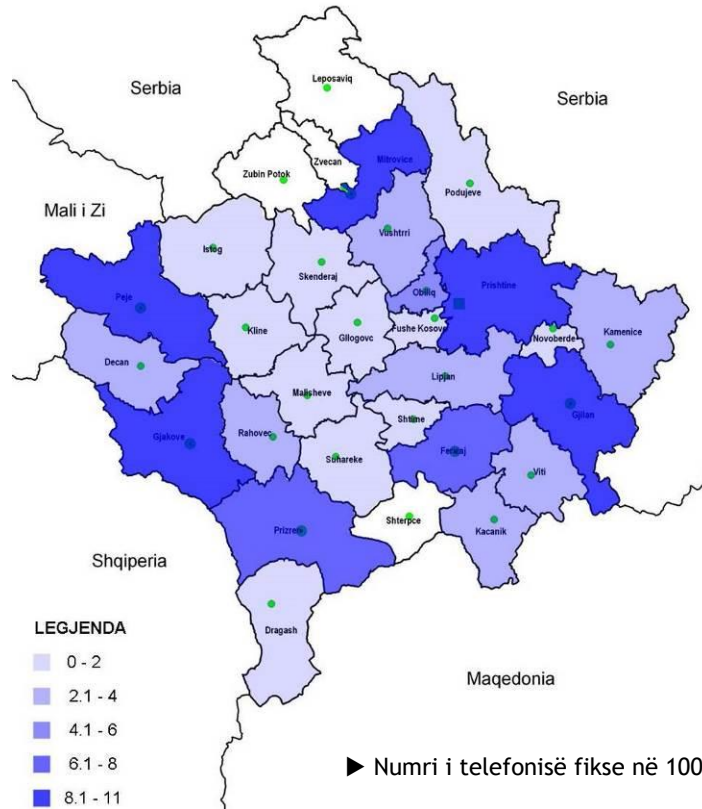 Leposaviq
Serbia
Serbia
Zvecan
Mitrovice
Zubin Potok
Podujeve
Mali i Zi
Vushtrri
Istog
Skenderaj
Obiliq
Prishtine
Peje
Fushe Kosove
Kline
Gllogovc
Novoberde
Kamenice
Decan
Lipjan
Malisheve
Gjilan
Shtime
Rahovec
Gjakove
Ferizaj
Suhareke
Viti
Shterpce
Kacanik
Prizren
Shqiperia
Dragash
LEGJENDA
0 - 2
2.1 - 4
4.1 - 6
6.1 - 8
8.1 - 11
Maqedonia
▶ Numri i telefonisë fikse në 100